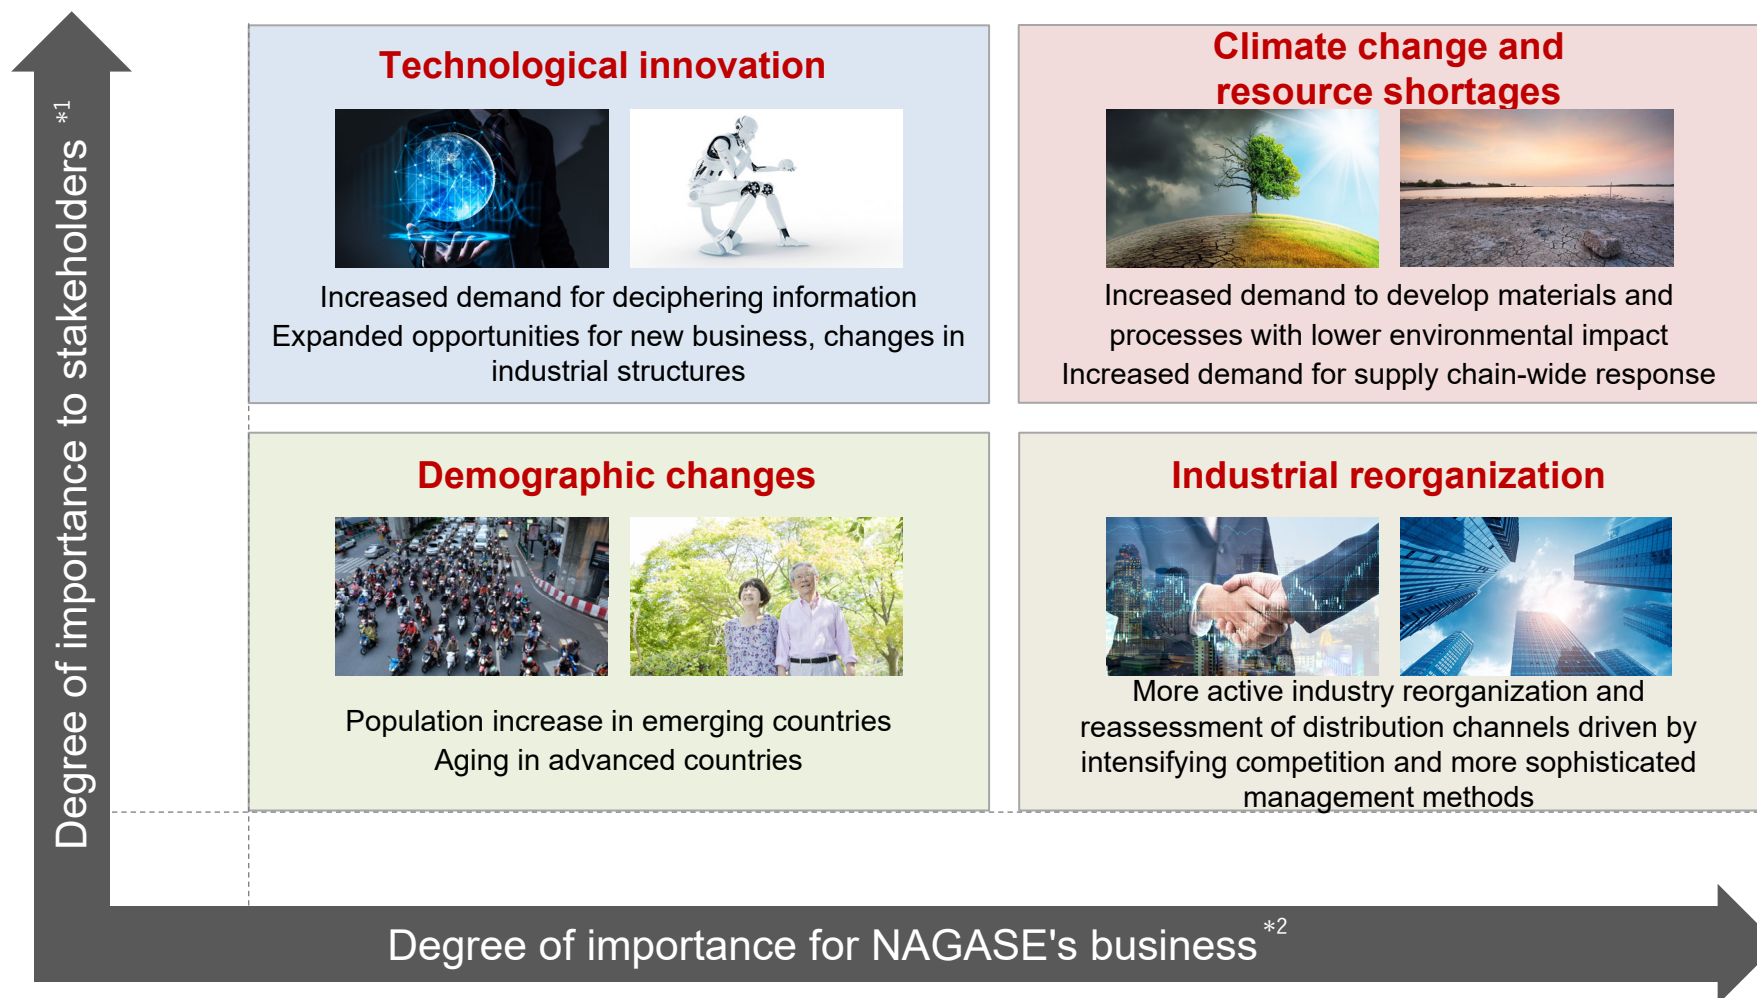 Degree of importance to stakeholders *1
Technological innovation
Increased demand for deciphering information
Expanded opportunities for new business, changes in
industrial structures
Climate change and
resource shortages
Increased demand to develop materials and
processes with lower environmental impact
Increased demand for supply chain-wide response
Demographic changes
Population increase in emerging countries
Aging in advanced countries
Industrial reorganization
More active industry reorganization and
reassessment of distribution channels driven by
intensifying competition and more sophisticated
management methods
Degree of importance for NAGASE's business *2